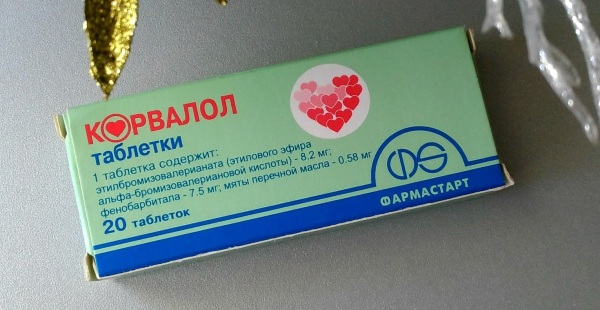 КОРВАЛОЛ
таблетки
1 таблетка содержит:
этилбромизовалерианата (этилового эфира
альфа-бромизовалериановой кислоты) - 8.2 мг;
фенобарбитала - 7.5 мг; мяты перечной масла - 0.58 мг
20 таблеток
ФS
ФАРМАСТАРТ